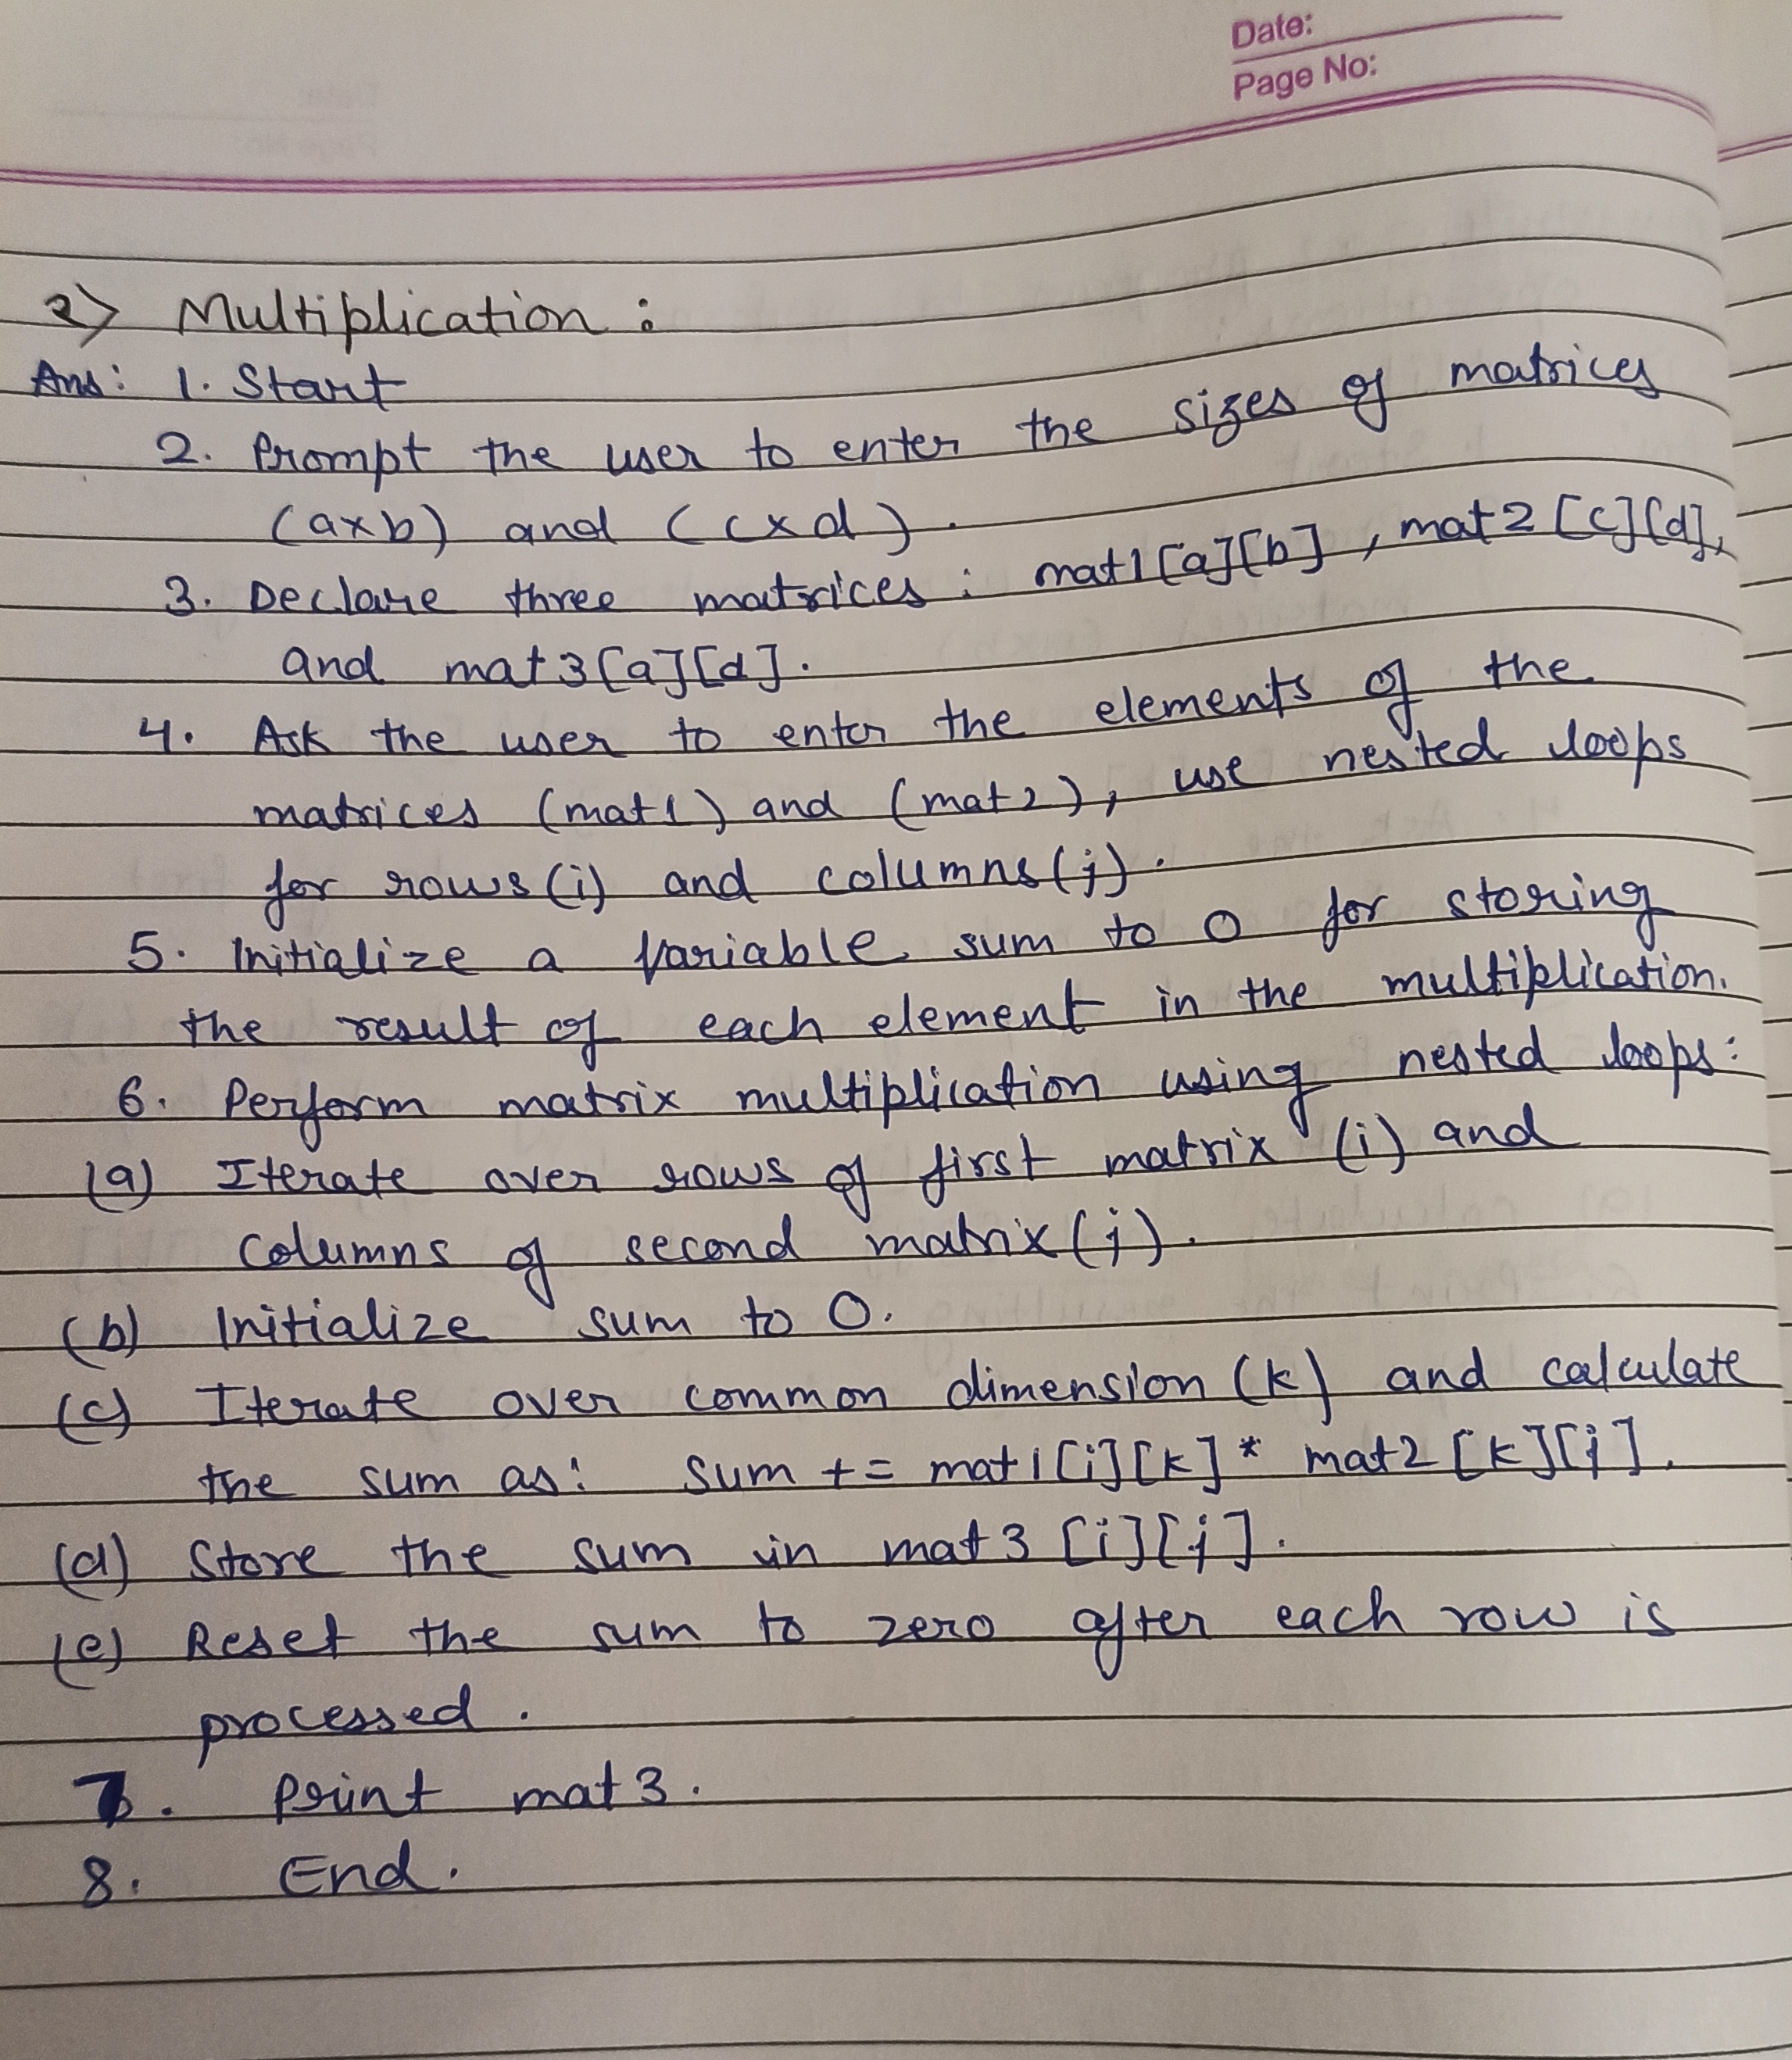 Date:
Page No:
2) Multiplication :
Ans: 1. Start
2. Prompt the user to enter the sizes of matrices
(axb) and (cxd).
3. Declare three matrices : mat1[a][b], mat2[c][d],
and mat3[a][d].
4. Ask the user to enter the elements of the
matrices (mat1) and (mat2), use nested loops
for rows(i) and columns(j).
5. Initialize a variable sum to 0 for storing
the result of each element in the multiplication.
6. Perform matrix multiplication using nested loops:
(a) Iterate over rows of first matrix (i) and
columns of second matrix(j).
(b) Initialize sum to 0.
(c) Iterate over common dimension (k) and calculate
the sum as: sum += mat1[i][k] * mat2[k][j].
(d) Store the sum in mat3[i][j].
(e) Reset the sum to zero after each row is
processed.
7. Print mat3.
8. End.